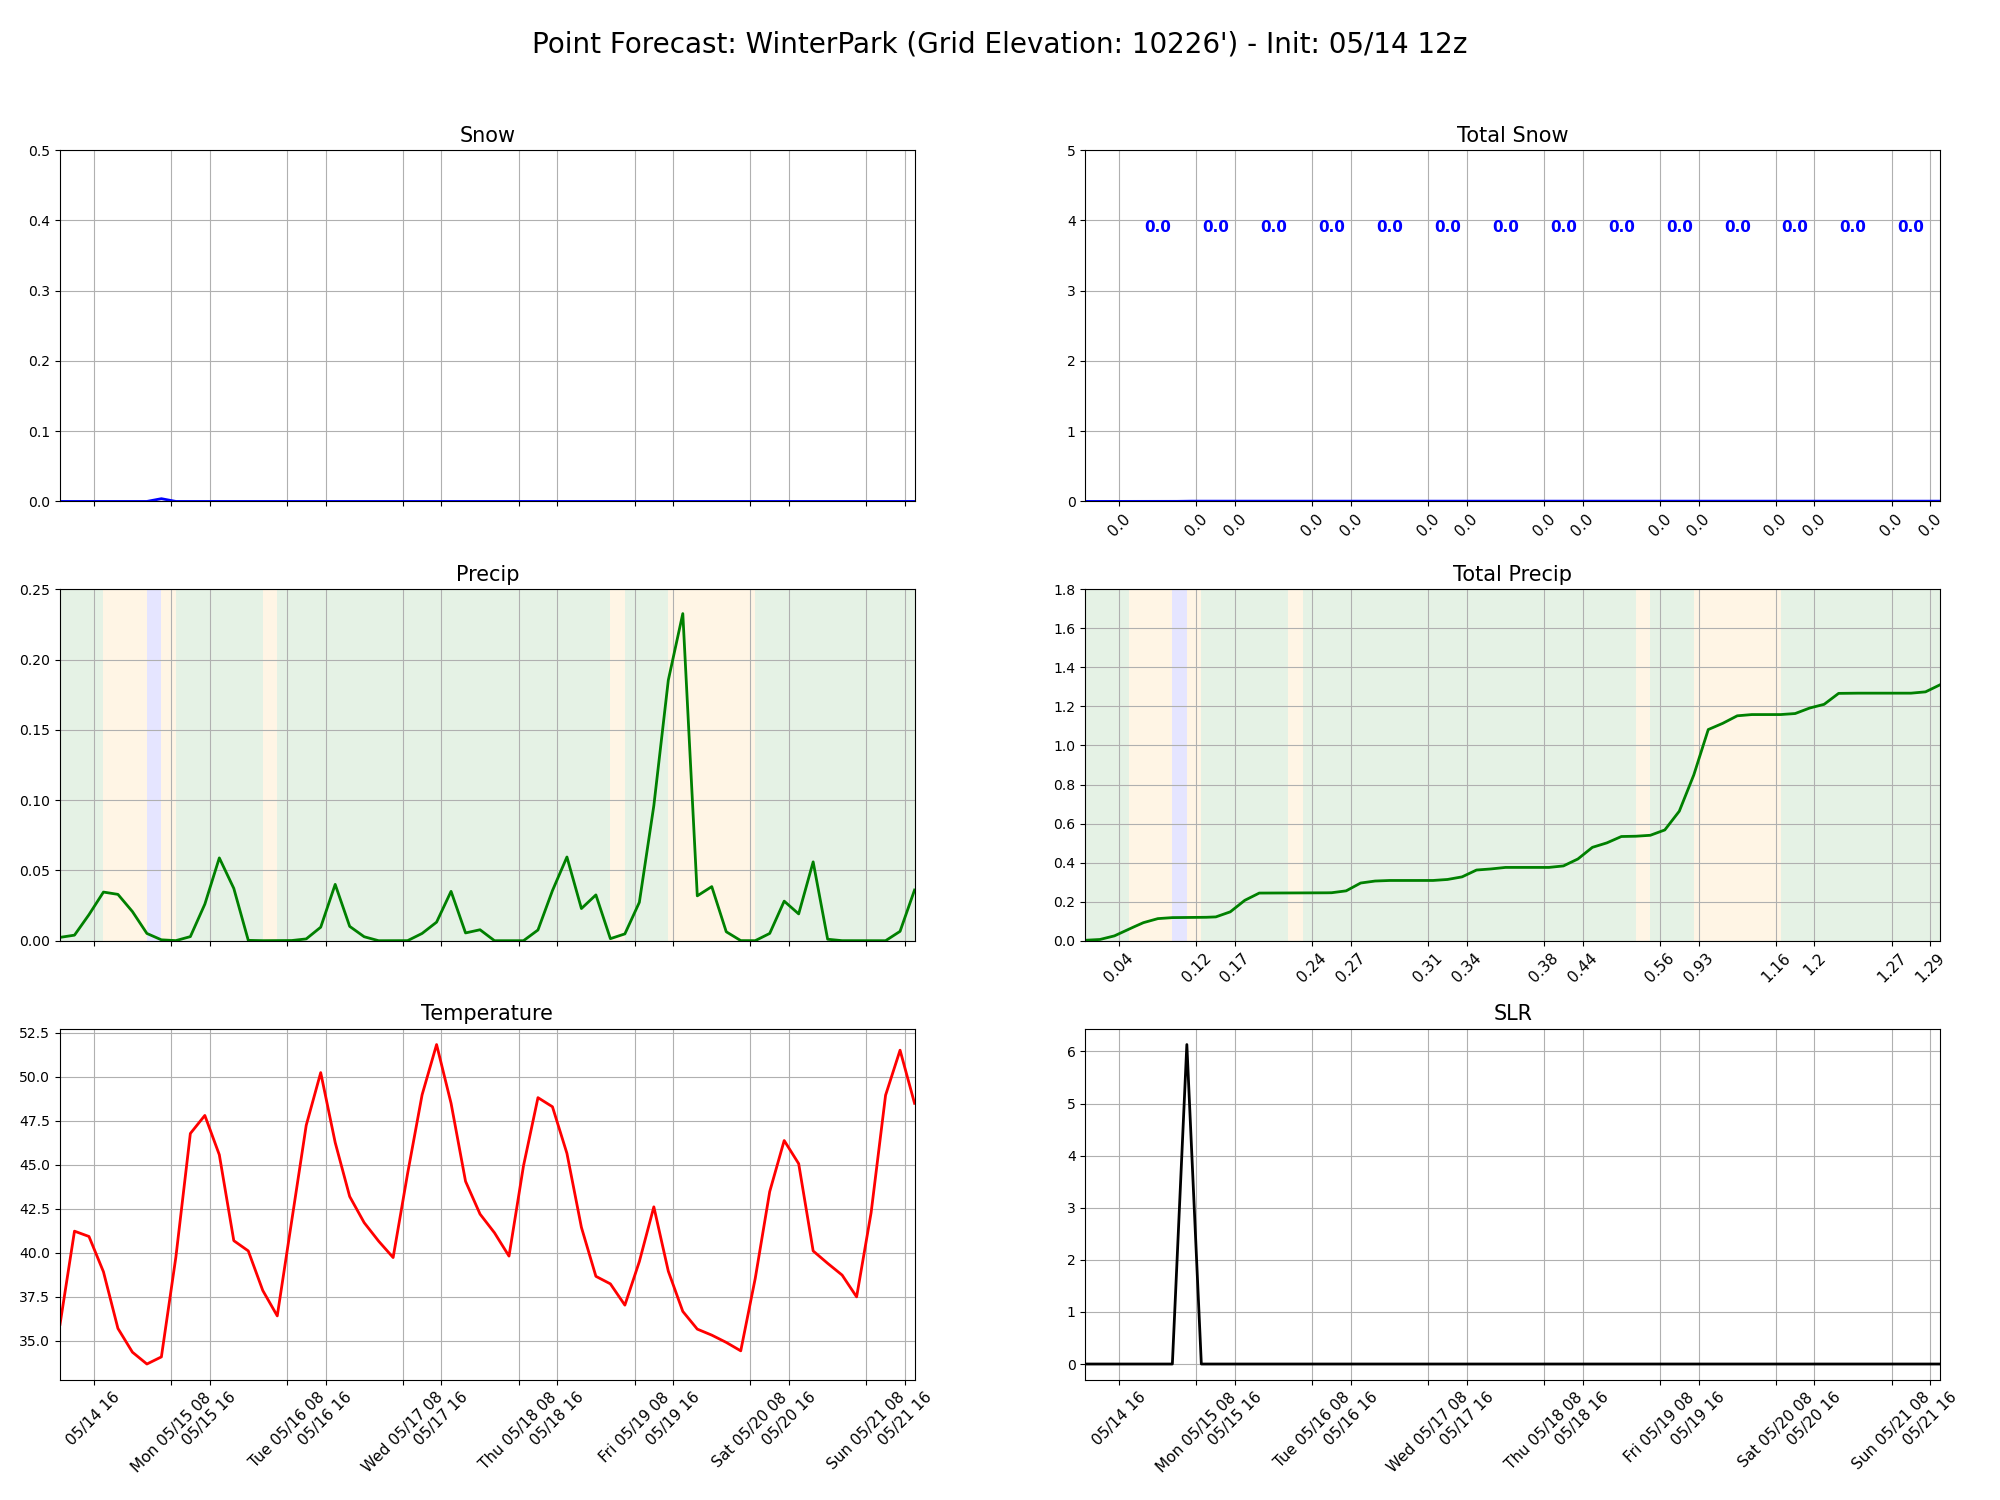 Point Forecast: WinterPark (Grid Elevation: 10226') - Init: 05/14 12z
Snow
0.5
0.4
0.3
0.2
0.1
0.0
Total Snow
5
4
3
2
1
0
0.0 0.0 0.0 0.0 0.0 0.0 0.0 0.0 0.0 0.0 0.0 0.0 0.0 0.0
0.0 0.0 0.0 0.0 0.0 0.0 0.0 0.0 0.0 0.0 0.0 0.0 0.0 0.0 0.0
Precip
0.25
0.20
0.15
0.10
0.05
0.00
Total Precip
1.8
1.6
1.4
1.2
1.0
0.8
0.6
0.4
0.2
0.0
0.04 0.12 0.17 0.24 0.27 0.31 0.34 0.38 0.44 0.56 0.93 1.16 1.2 1.27 1.29
Temperature
52.5
50.0
47.5
45.0
42.5
40.0
37.5
35.0
05/14 16
Mon 05/15 08
05/15 16
Tue 05/16 08
05/16 16
Wed 05/17 08
05/17 16
Thu 05/18 08
05/18 16
Fri 05/19 08
05/19 16
Sat 05/20 08
05/20 16
Sun 05/21 08
05/21 16
SLR
6
5
4
3
2
1
0
05/14 16
Mon 05/15 08
05/15 16
Tue 05/16 08
05/16 16
Wed 05/17 08
05/17 16
Thu 05/18 08
05/18 16
Fri 05/19 08
05/19 16
Sat 05/20 08
05/20 16
Sun 05/21 08
05/21 16